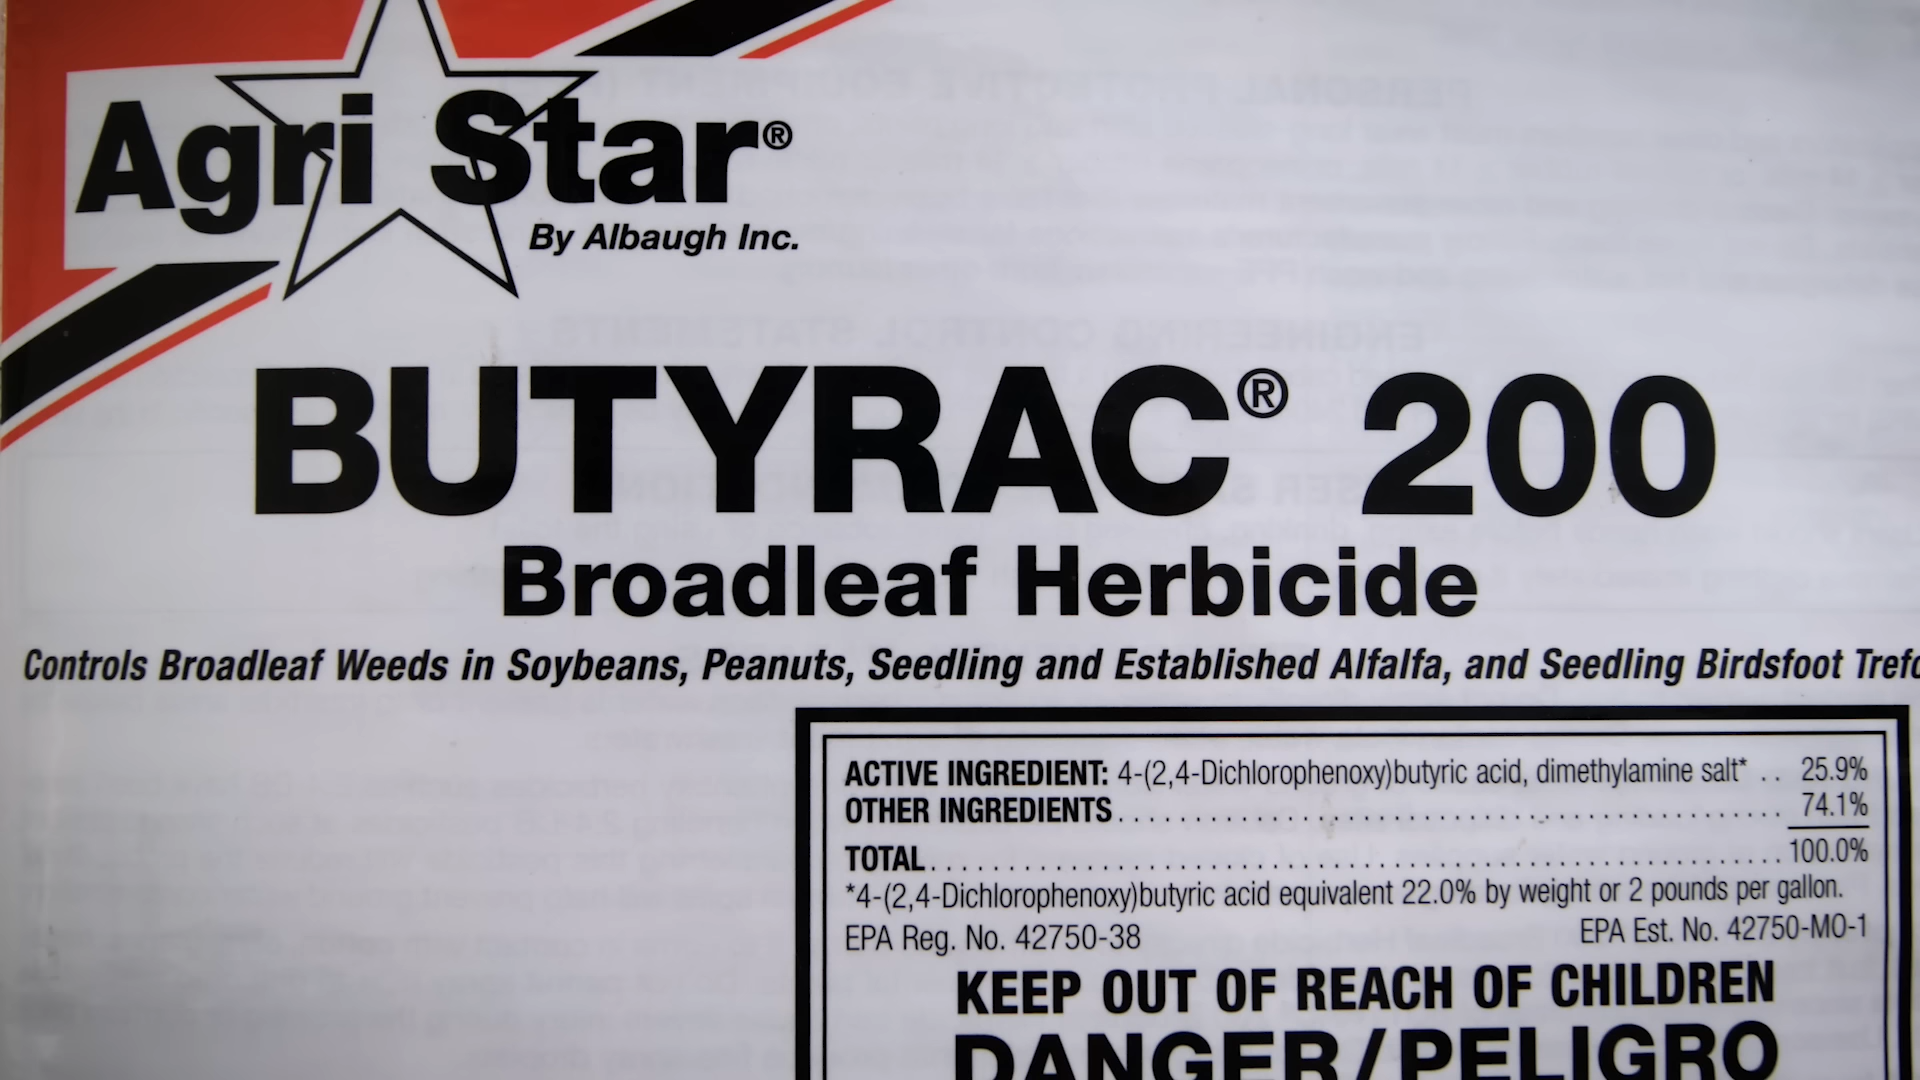 Agri Star®
By Albaugh Inc.
BUTYRAC® 200
Broadleaf Herbicide
Controls Broadleaf Weeds in Soybeans, Peanuts, Seedling and Established Alfalfa, and Seedling Birdsfoot Trefo
ACTIVE INGREDIENT: 4-(2,4-Dichlorophenoxy)butyric acid, dimethylamine salt* .. 25.9%
OTHER INGREDIENTS........................................................ 74.1%
TOTAL........................................................................ 100.0%
*4-(2,4-Dichlorophenoxy)butyric acid equivalent 22.0% by weight or 2 pounds per gallon.
EPA Reg. No. 42750-38 EPA Est. No. 42750-MO-1
KEEP OUT OF REACH OF CHILDREN
DANGER/PELIGRO